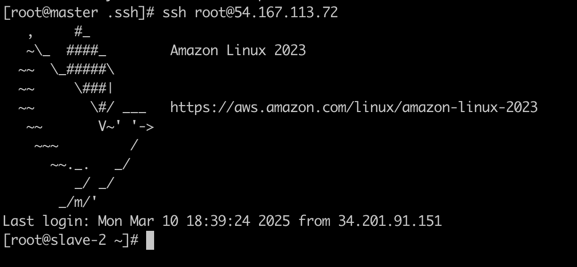 [root@master .ssh]# ssh root@54.167.113.72
   ,     #_
   ~\_  ####_        Amazon Linux 2023
  ~~  \_#####\
  ~~     \###|
  ~~       \#/ ___   https://aws.amazon.com/linux/amazon-linux-2023
   ~~       V~' '->
    ~~~         /
      ~~._.   _/
         _/ _/
       _/m/'
Last login: Mon Mar 10 18:39:24 2025 from 34.201.91.151
[root@slave-2 ~]#